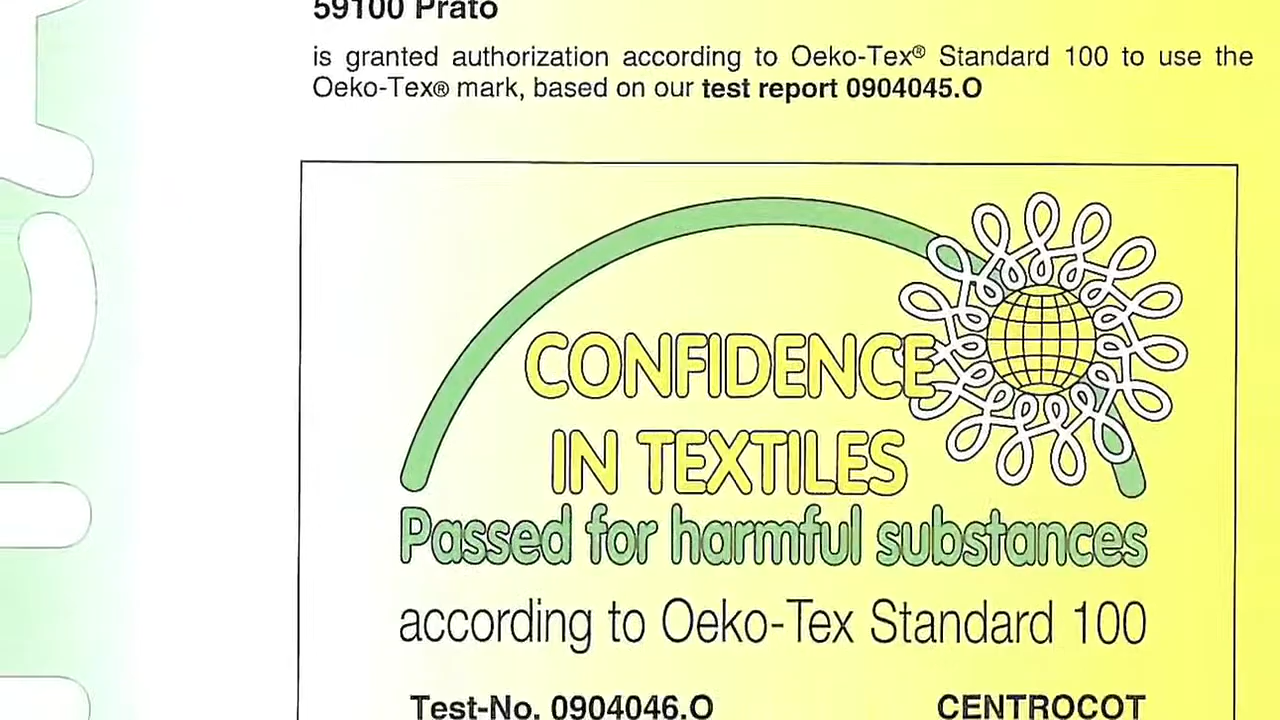 59100 Prato
is granted authorization according to Oeko-Tex® Standard 100 to use the
Oeko-Tex® mark, based on our test report 0904045.O
CONFIDENCE
IN TEXTILES
Passed for harmful substances
according to Oeko-Tex Standard 100
Test-No. 0904046.O CENTROCOT